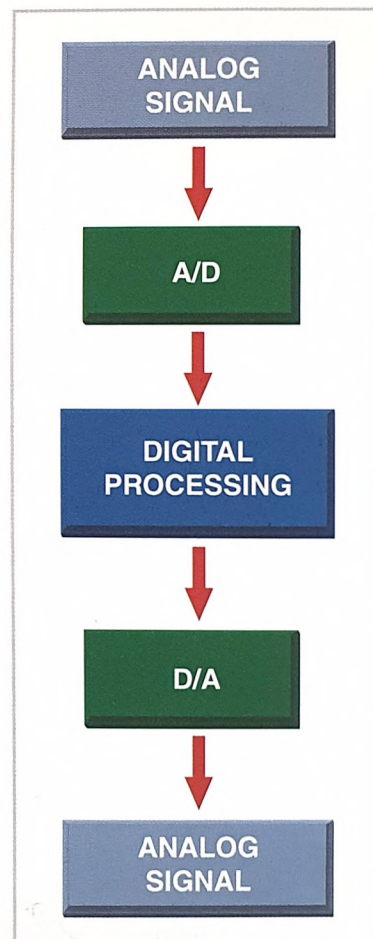 ANALOG
SIGNAL
A/D
DIGITAL
PROCESSING
D/A
ANALOG
SIGNAL